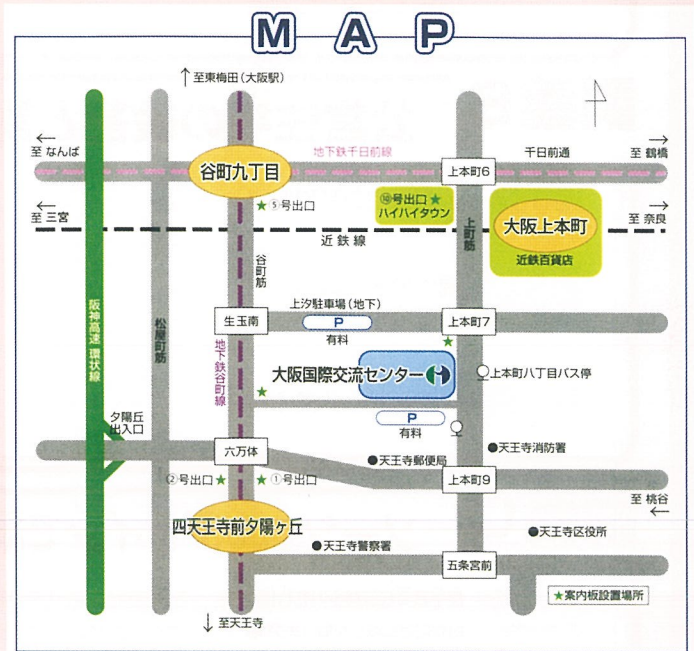 MAP
↑至東梅田(大阪駅)
← 至 なんば
地下鉄千日前線
千日前通
→ 至 鶴橋
谷町九丁目
上本町6
★⑤号出口
⑩号出口★
ハイハイタウン
大阪上本町
近鉄百貨店
← 至 三宮
→ 至 奈良
近鉄線
谷町筋
上町筋
阪神高速 環状線
松屋町筋
生玉南
上汐駐車場(地下)
P
有料
上本町7
地下鉄谷町線
大阪国際交流センター
上本町八丁目バス停
P
有料
夕陽丘
出入口
六万体
●天王寺郵便局
●天王寺消防署
②号出口★
★①号出口
上本町9
至 桃谷
←
四天王寺前夕陽ヶ丘
●天王寺警察署
●天王寺区役所
五条宮前
★案内板設置場所
↓至天王寺